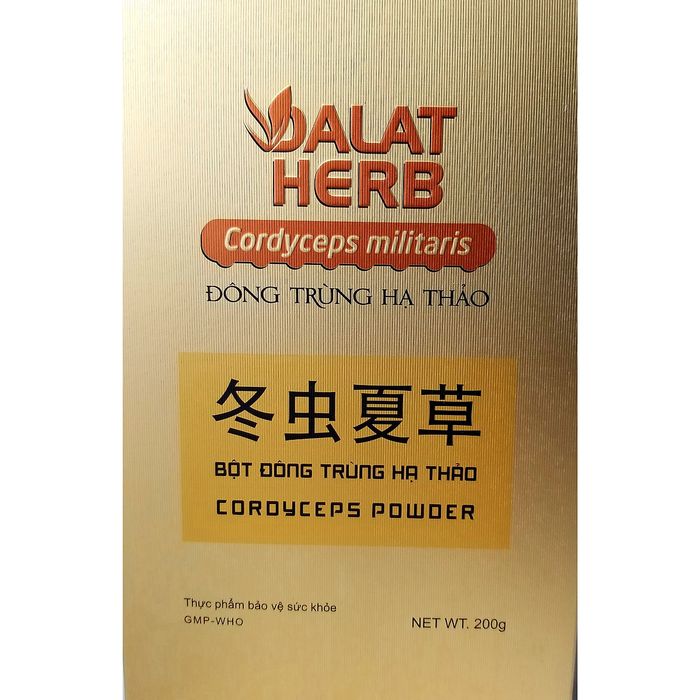 DALAT
HERB
Cordyceps militaris
ĐÔNG TRÙNG HẠ THẢO
冬虫夏草
BỘT ĐÔNG TRÙNG HẠ THẢO
CORDYCEPS POWDER
Thực phẩm bảo vệ sức khỏe
GMP-WHO
NET WT. 200g